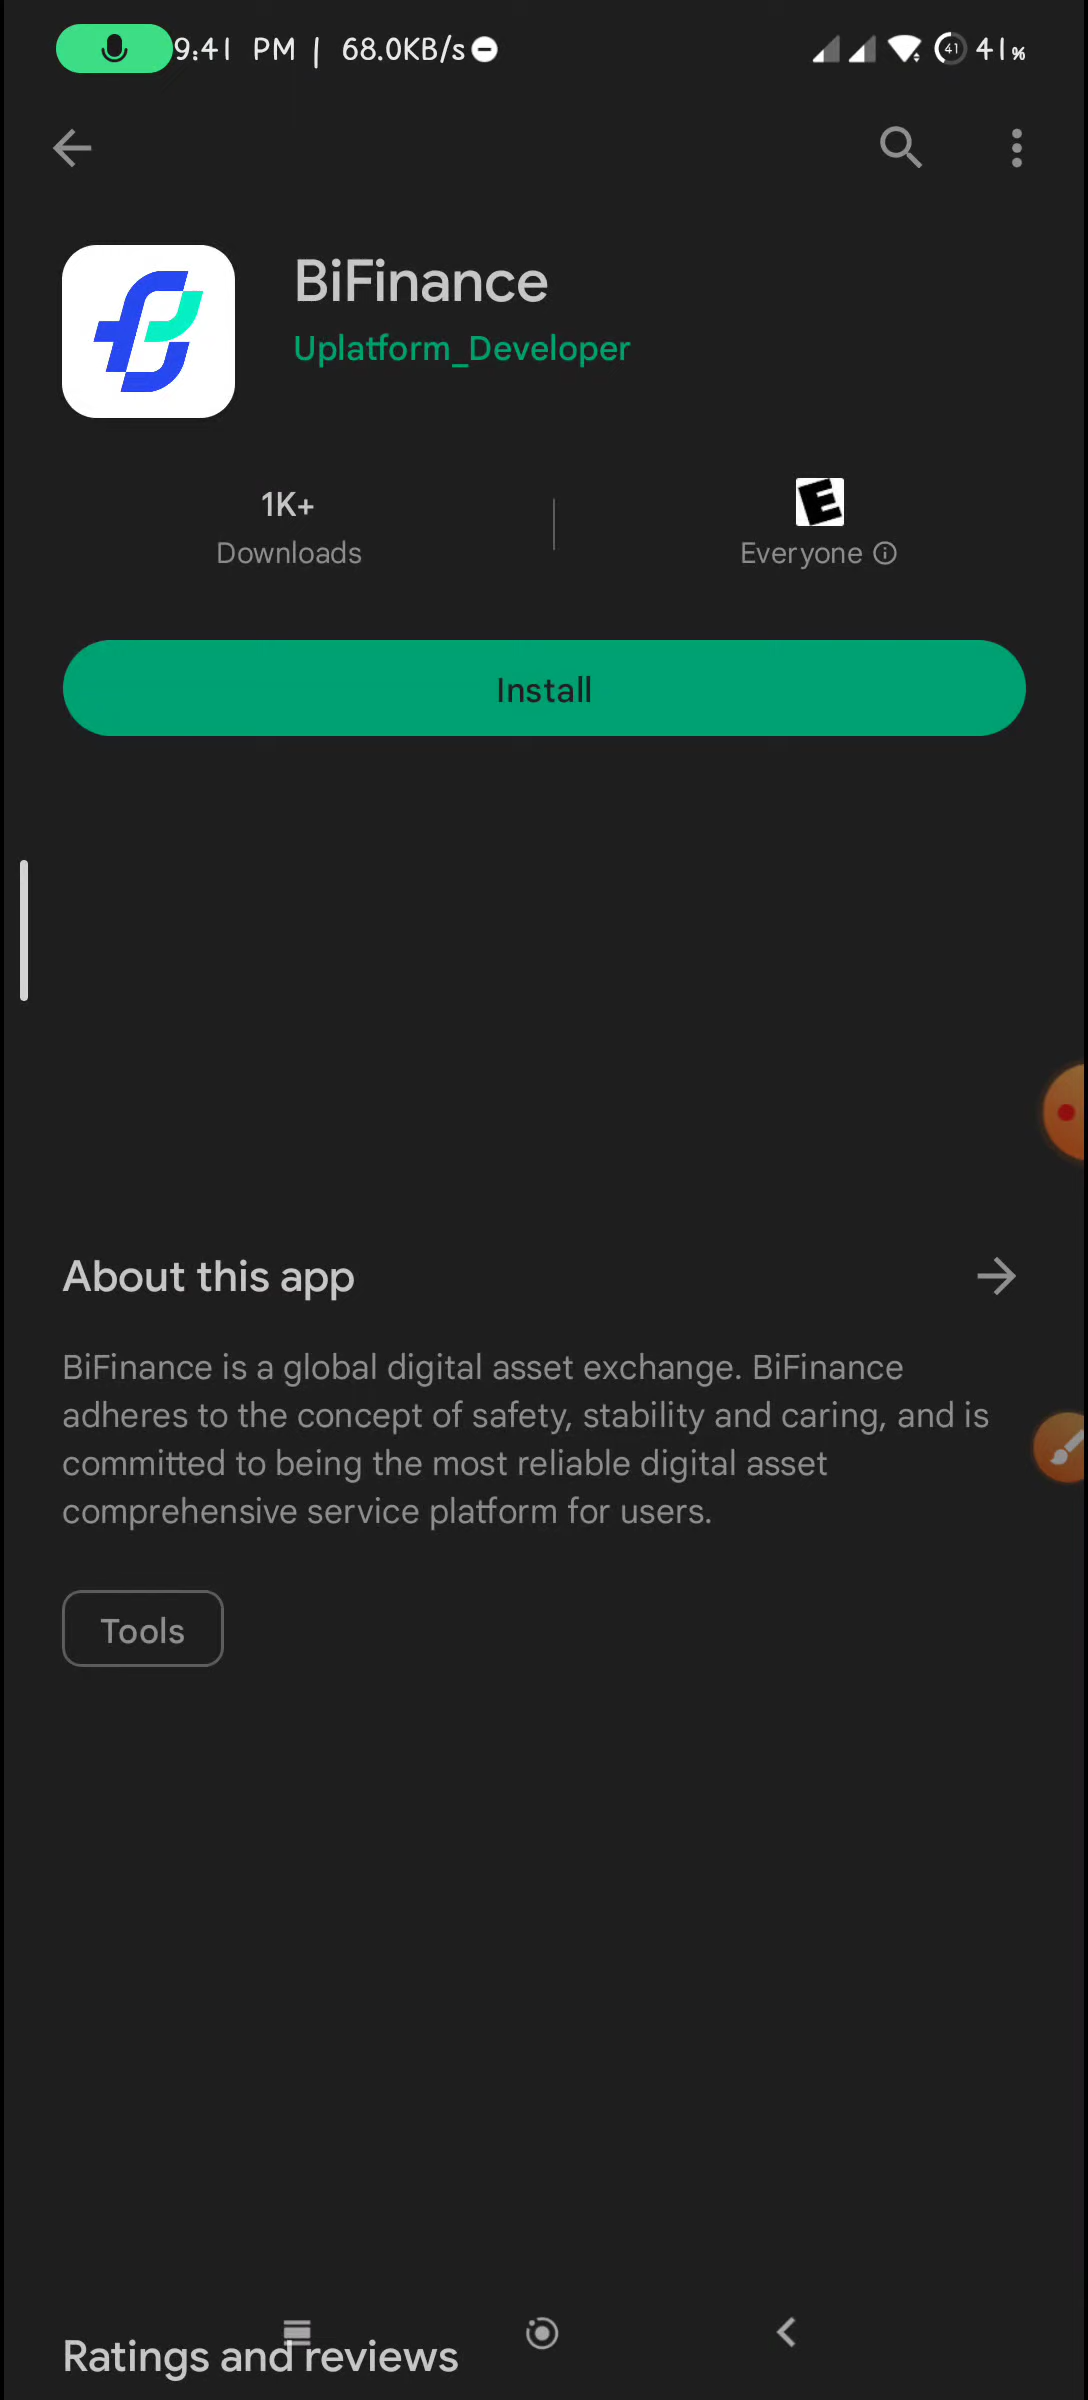 9:41 PM | 68.0KB/s
41
41%
BiFinance
Uplatform_Developer
1K+
E
Downloads
Everyone
Install
About this app
BiFinance is a global digital asset exchange. BiFinance
adheres to the concept of safety, stability and caring, and is
committed to being the most reliable digital asset
comprehensive service platform for users.
Tools
Ratings and reviews